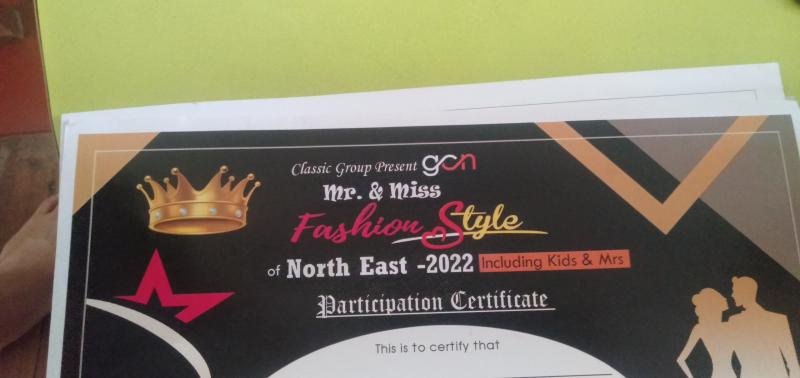 Classic Group Present gcn
Mr. & Miss
Fashion Style
of North East -2022 Including Kids & Mrs
Participation Certificate
This is to certify that